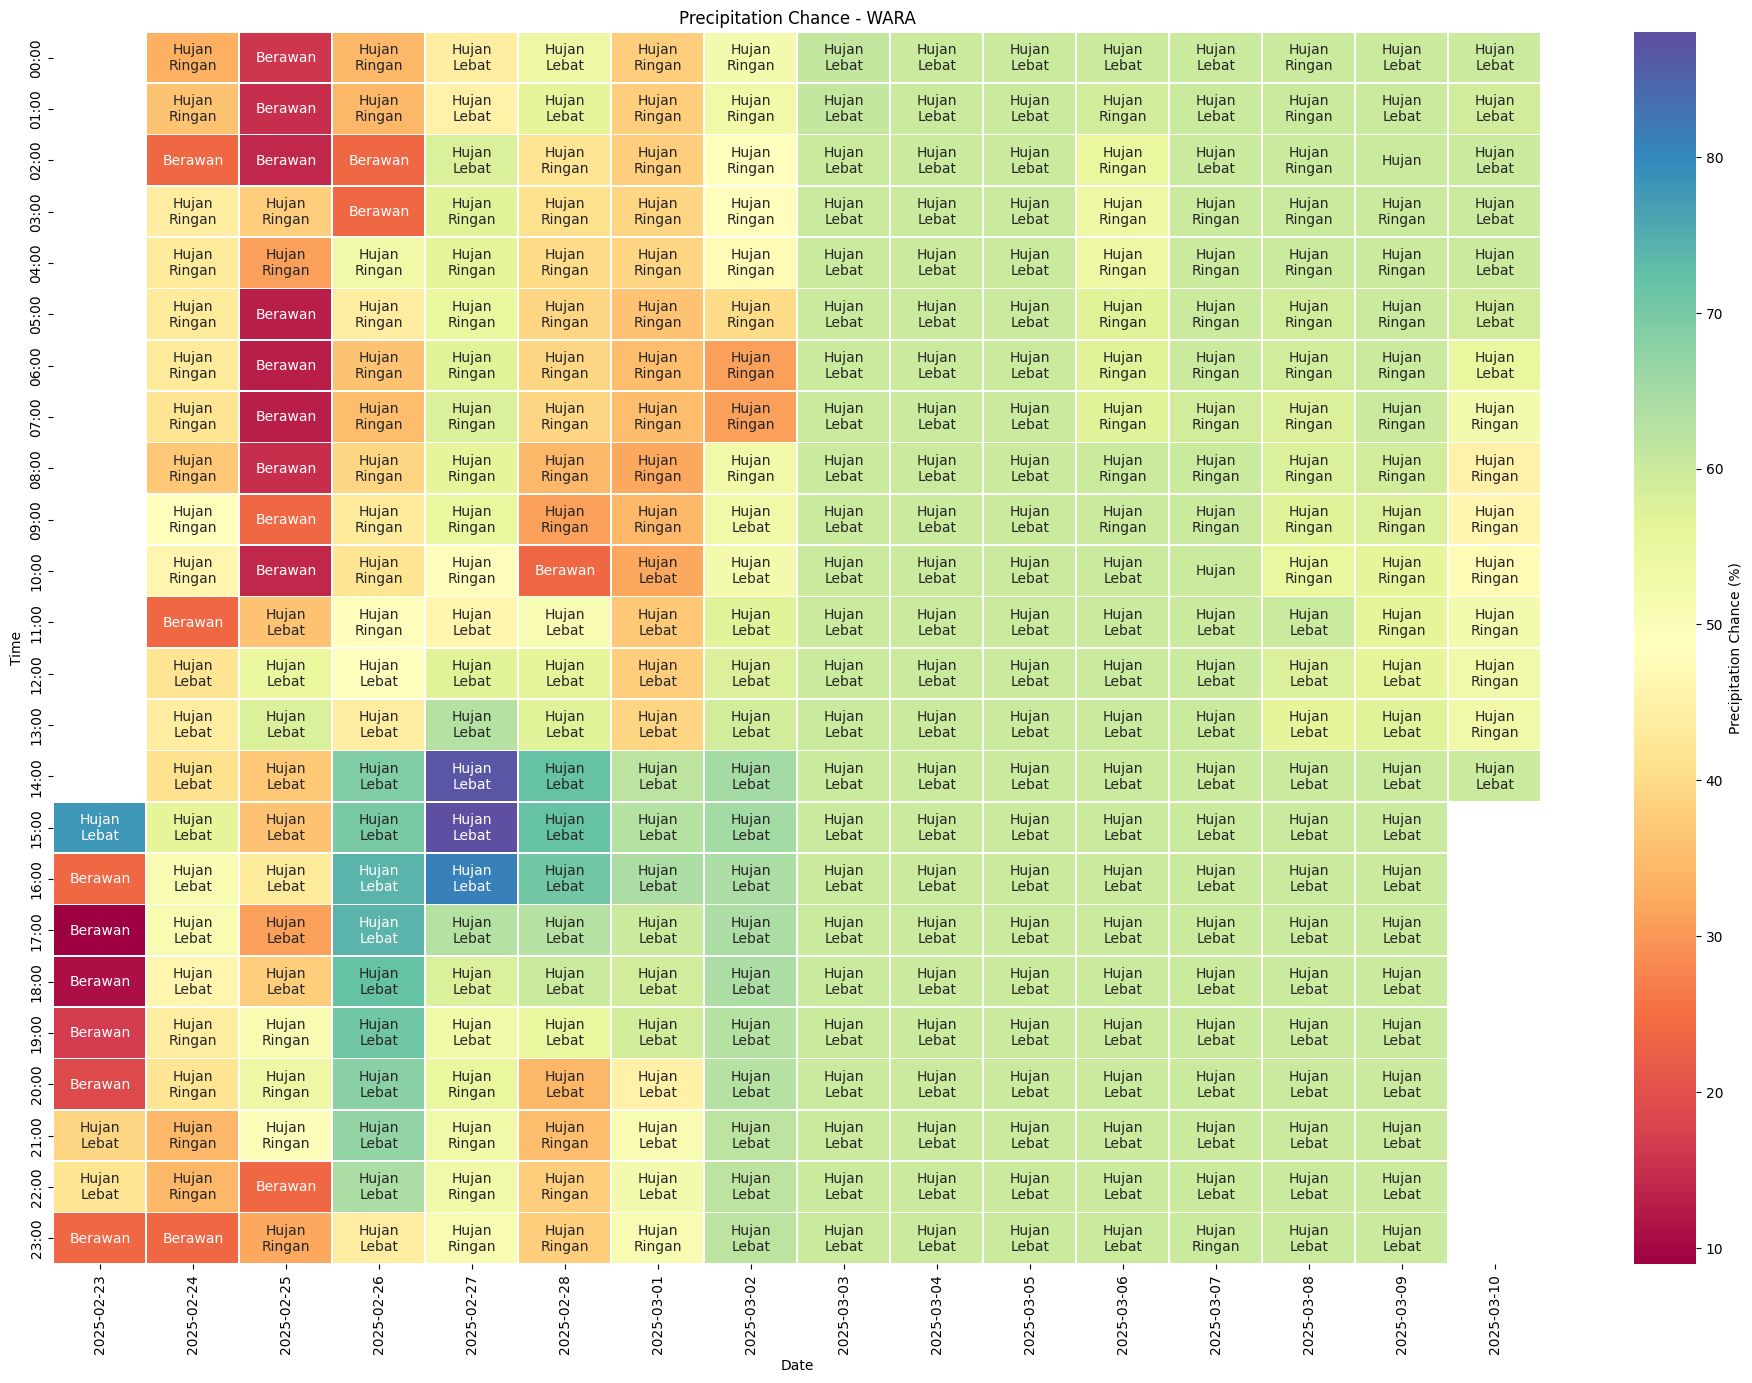 Precipitation Chance - WARA
00:00 Hujan Ringan Berawan Hujan Ringan Hujan Lebat Hujan Lebat Hujan Ringan Hujan Ringan Hujan Lebat Hujan Lebat Hujan Lebat Hujan Lebat Hujan Lebat Hujan Ringan Hujan Lebat Hujan Lebat
01:00 Hujan Ringan Berawan Hujan Ringan Hujan Lebat Hujan Lebat Hujan Ringan Hujan Ringan Hujan Lebat Hujan Lebat Hujan Lebat Hujan Ringan Hujan Lebat Hujan Ringan Hujan Lebat Hujan Lebat
02:00 Berawan Berawan Berawan Hujan Lebat Hujan Ringan Hujan Ringan Hujan Ringan Hujan Lebat Hujan Lebat Hujan Lebat Hujan Ringan Hujan Lebat Hujan Ringan Hujan Hujan Lebat
03:00 Hujan Ringan Hujan Ringan Berawan Hujan Ringan Hujan Ringan Hujan Ringan Hujan Ringan Hujan Lebat Hujan Lebat Hujan Lebat Hujan Ringan Hujan Ringan Hujan Ringan Hujan Ringan Hujan Lebat
04:00 Hujan Ringan Hujan Ringan Hujan Ringan Hujan Ringan Hujan Ringan Hujan Ringan Hujan Ringan Hujan Lebat Hujan Lebat Hujan Lebat Hujan Ringan Hujan Ringan Hujan Ringan Hujan Ringan Hujan Lebat
05:00 Hujan Ringan Berawan Hujan Ringan Hujan Ringan Hujan Ringan Hujan Ringan Hujan Ringan Hujan Lebat Hujan Lebat Hujan Lebat Hujan Ringan Hujan Ringan Hujan Ringan Hujan Ringan Hujan Lebat
06:00 Hujan Ringan Berawan Hujan Ringan Hujan Ringan Hujan Ringan Hujan Ringan Hujan Ringan Hujan Lebat Hujan Lebat Hujan Lebat Hujan Ringan Hujan Ringan Hujan Ringan Hujan Ringan Hujan Lebat
07:00 Hujan Ringan Berawan Hujan Ringan Hujan Ringan Hujan Ringan Hujan Ringan Hujan Ringan Hujan Lebat Hujan Lebat Hujan Lebat Hujan Ringan Hujan Ringan Hujan Ringan Hujan Ringan Hujan Ringan
08:00 Hujan Ringan Berawan Hujan Ringan Hujan Ringan Hujan Ringan Hujan Ringan Hujan Ringan Hujan Lebat Hujan Lebat Hujan Lebat Hujan Ringan Hujan Ringan Hujan Ringan Hujan Ringan Hujan Ringan
09:00 Hujan Ringan Berawan Hujan Ringan Hujan Ringan Hujan Ringan Hujan Ringan Hujan Lebat Hujan Lebat Hujan Lebat Hujan Lebat Hujan Ringan Hujan Ringan Hujan Ringan Hujan Ringan Hujan Ringan
10:00 Hujan Ringan Berawan Hujan Ringan Hujan Ringan Berawan Hujan Lebat Hujan Lebat Hujan Lebat Hujan Lebat Hujan Lebat Hujan Lebat Hujan Hujan Ringan Hujan Ringan Hujan Ringan
11:00 Berawan Hujan Lebat Hujan Ringan Hujan Lebat Hujan Lebat Hujan Lebat Hujan Lebat Hujan Lebat Hujan Lebat Hujan Lebat Hujan Lebat Hujan Lebat Hujan Lebat Hujan Ringan Hujan Ringan
12:00 Hujan Lebat Hujan Lebat Hujan Lebat Hujan Lebat Hujan Lebat Hujan Lebat Hujan Lebat Hujan Lebat Hujan Lebat Hujan Lebat Hujan Lebat Hujan Lebat Hujan Lebat Hujan Lebat Hujan Ringan
13:00 Hujan Lebat Hujan Lebat Hujan Lebat Hujan Lebat Hujan Lebat Hujan Lebat Hujan Lebat Hujan Lebat Hujan Lebat Hujan Lebat Hujan Lebat Hujan Lebat Hujan Lebat Hujan Lebat Hujan Ringan
14:00 Hujan Lebat Hujan Lebat Hujan Lebat Hujan Lebat Hujan Lebat Hujan Lebat Hujan Lebat Hujan Lebat Hujan Lebat Hujan Lebat Hujan Lebat Hujan Lebat Hujan Lebat Hujan Lebat Hujan Lebat
15:00 Hujan Lebat Hujan Lebat Hujan Lebat Hujan Lebat Hujan Lebat Hujan Lebat Hujan Lebat Hujan Lebat Hujan Lebat Hujan Lebat Hujan Lebat Hujan Lebat Hujan Lebat Hujan Lebat Hujan Lebat
16:00 Berawan Hujan Lebat Hujan Lebat Hujan Lebat Hujan Lebat Hujan Lebat Hujan Lebat Hujan Lebat Hujan Lebat Hujan Lebat Hujan Lebat Hujan Lebat Hujan Lebat Hujan Lebat Hujan Lebat
17:00 Berawan Hujan Lebat Hujan Lebat Hujan Lebat Hujan Lebat Hujan Lebat Hujan Lebat Hujan Lebat Hujan Lebat Hujan Lebat Hujan Lebat Hujan Lebat Hujan Lebat Hujan Lebat Hujan Lebat
18:00 Berawan Hujan Lebat Hujan Lebat Hujan Lebat Hujan Lebat Hujan Lebat Hujan Lebat Hujan Lebat Hujan Lebat Hujan Lebat Hujan Lebat Hujan Lebat Hujan Lebat Hujan Lebat Hujan Lebat
19:00 Berawan Hujan Ringan Hujan Ringan Hujan Lebat Hujan Lebat Hujan Lebat Hujan Lebat Hujan Lebat Hujan Lebat Hujan Lebat Hujan Lebat Hujan Lebat Hujan Lebat Hujan Lebat Hujan Lebat
20:00 Berawan Hujan Ringan Hujan Ringan Hujan Lebat Hujan Ringan Hujan Lebat Hujan Lebat Hujan Lebat Hujan Lebat Hujan Lebat Hujan Lebat Hujan Lebat Hujan Lebat Hujan Lebat Hujan Lebat
21:00 Hujan Lebat Hujan Ringan Hujan Ringan Hujan Lebat Hujan Ringan Hujan Ringan Hujan Lebat Hujan Lebat Hujan Lebat Hujan Lebat Hujan Lebat Hujan Lebat Hujan Lebat Hujan Lebat Hujan Lebat
22:00 Hujan Lebat Hujan Ringan Berawan Hujan Lebat Hujan Ringan Hujan Ringan Hujan Lebat Hujan Lebat Hujan Lebat Hujan Lebat Hujan Lebat Hujan Lebat Hujan Lebat Hujan Lebat Hujan Lebat
23:00 Berawan Berawan Hujan Ringan Hujan Lebat Hujan Ringan Hujan Ringan Hujan Ringan Hujan Lebat Hujan Lebat Hujan Lebat Hujan Lebat Hujan Lebat Hujan Ringan Hujan Lebat Hujan Lebat
Time
2025-02-23 2025-02-24 2025-02-25 2025-02-26 2025-02-27 2025-02-28 2025-03-01 2025-03-02 2025-03-03 2025-03-04 2025-03-05 2025-03-06 2025-03-07 2025-03-08 2025-03-09 2025-03-10
Date
80
70
60
50
40
30
20
10
Precipitation Chance (%)